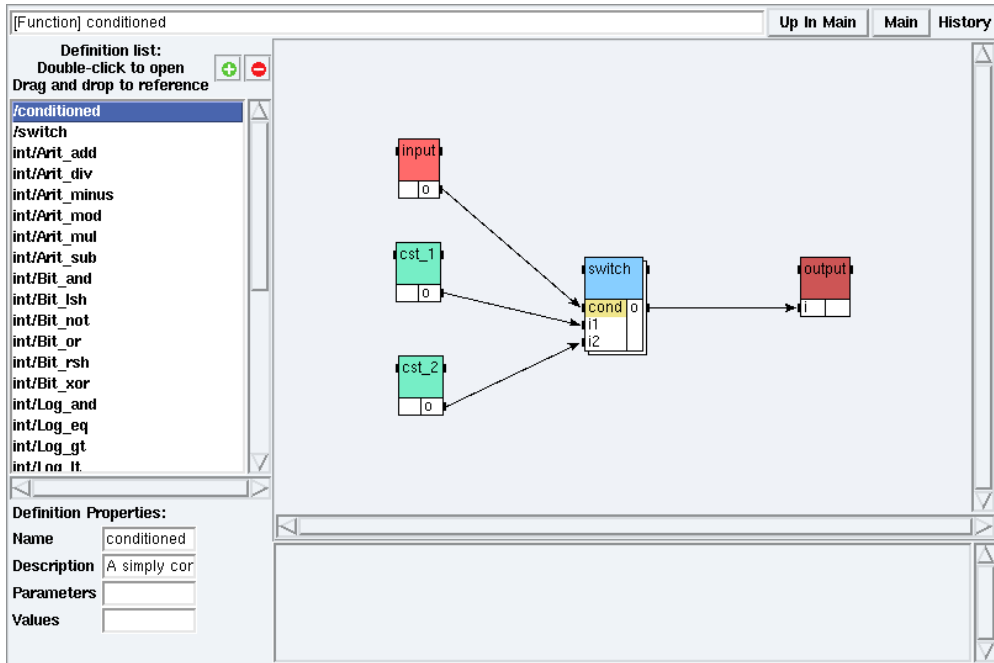 [Function] conditioned
Up In Main
Main
History
Definition list:
Double-click to open
Drag and drop to reference
/conditioned
/switch
int/Arit_add
int/Arit_div
int/Arit_minus
int/Arit_mod
int/Arit_mul
int/Arit_sub
int/Bit_and
int/Bit_lsh
int/Bit_not
int/Bit_or
int/Bit_rsh
int/Bit_xor
int/Log_and
int/Log_eq
int/Log_gt
int/Log_lt
Definition Properties:
Name conditioned
Description A simply cor
Parameters
Values
input
o
cst_1
o
cst_2
o
switch
cond o
i1
i2
output
i